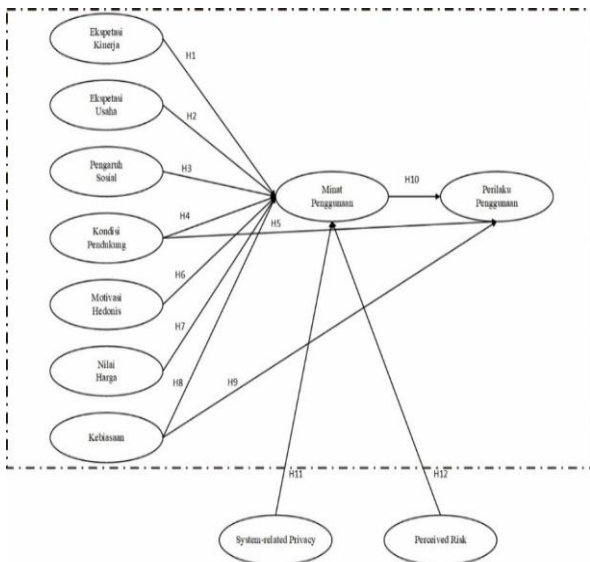 Ekspetasi
Kinerja
H1
Ekspetasi
Usaha
H2
Pengaruh
Sosial
H3
Minat
Penggunaan
H10
Perilaku
Penggunaan
Kondisi
Pendukung
H4
H5
Motivasi
Hedonis
H6
Nilai
Harga
H7
Kebiasaan
H8
H9
H11
H12
System-related Privacy
Perceived Risk